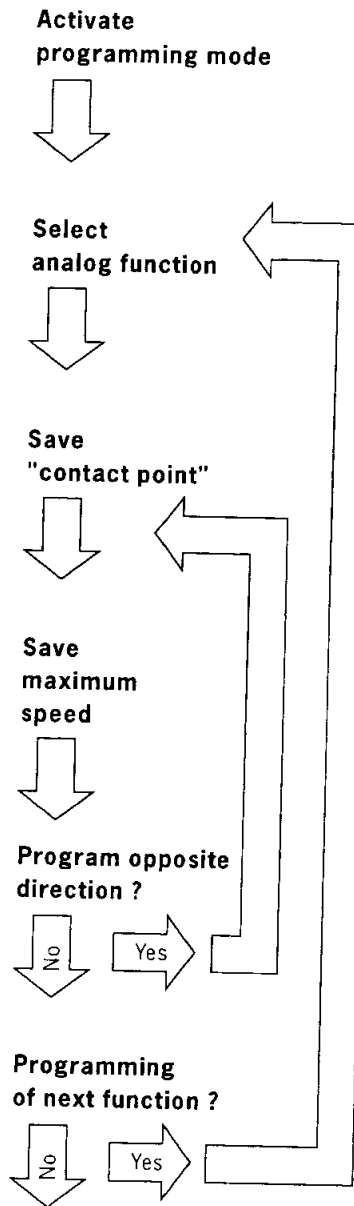 Activate
programming mode
Select
analog function
Save
"contact point"
Save
maximum
speed
Program opposite
direction ?
No
Yes
Programming
of next function ?
No
Yes